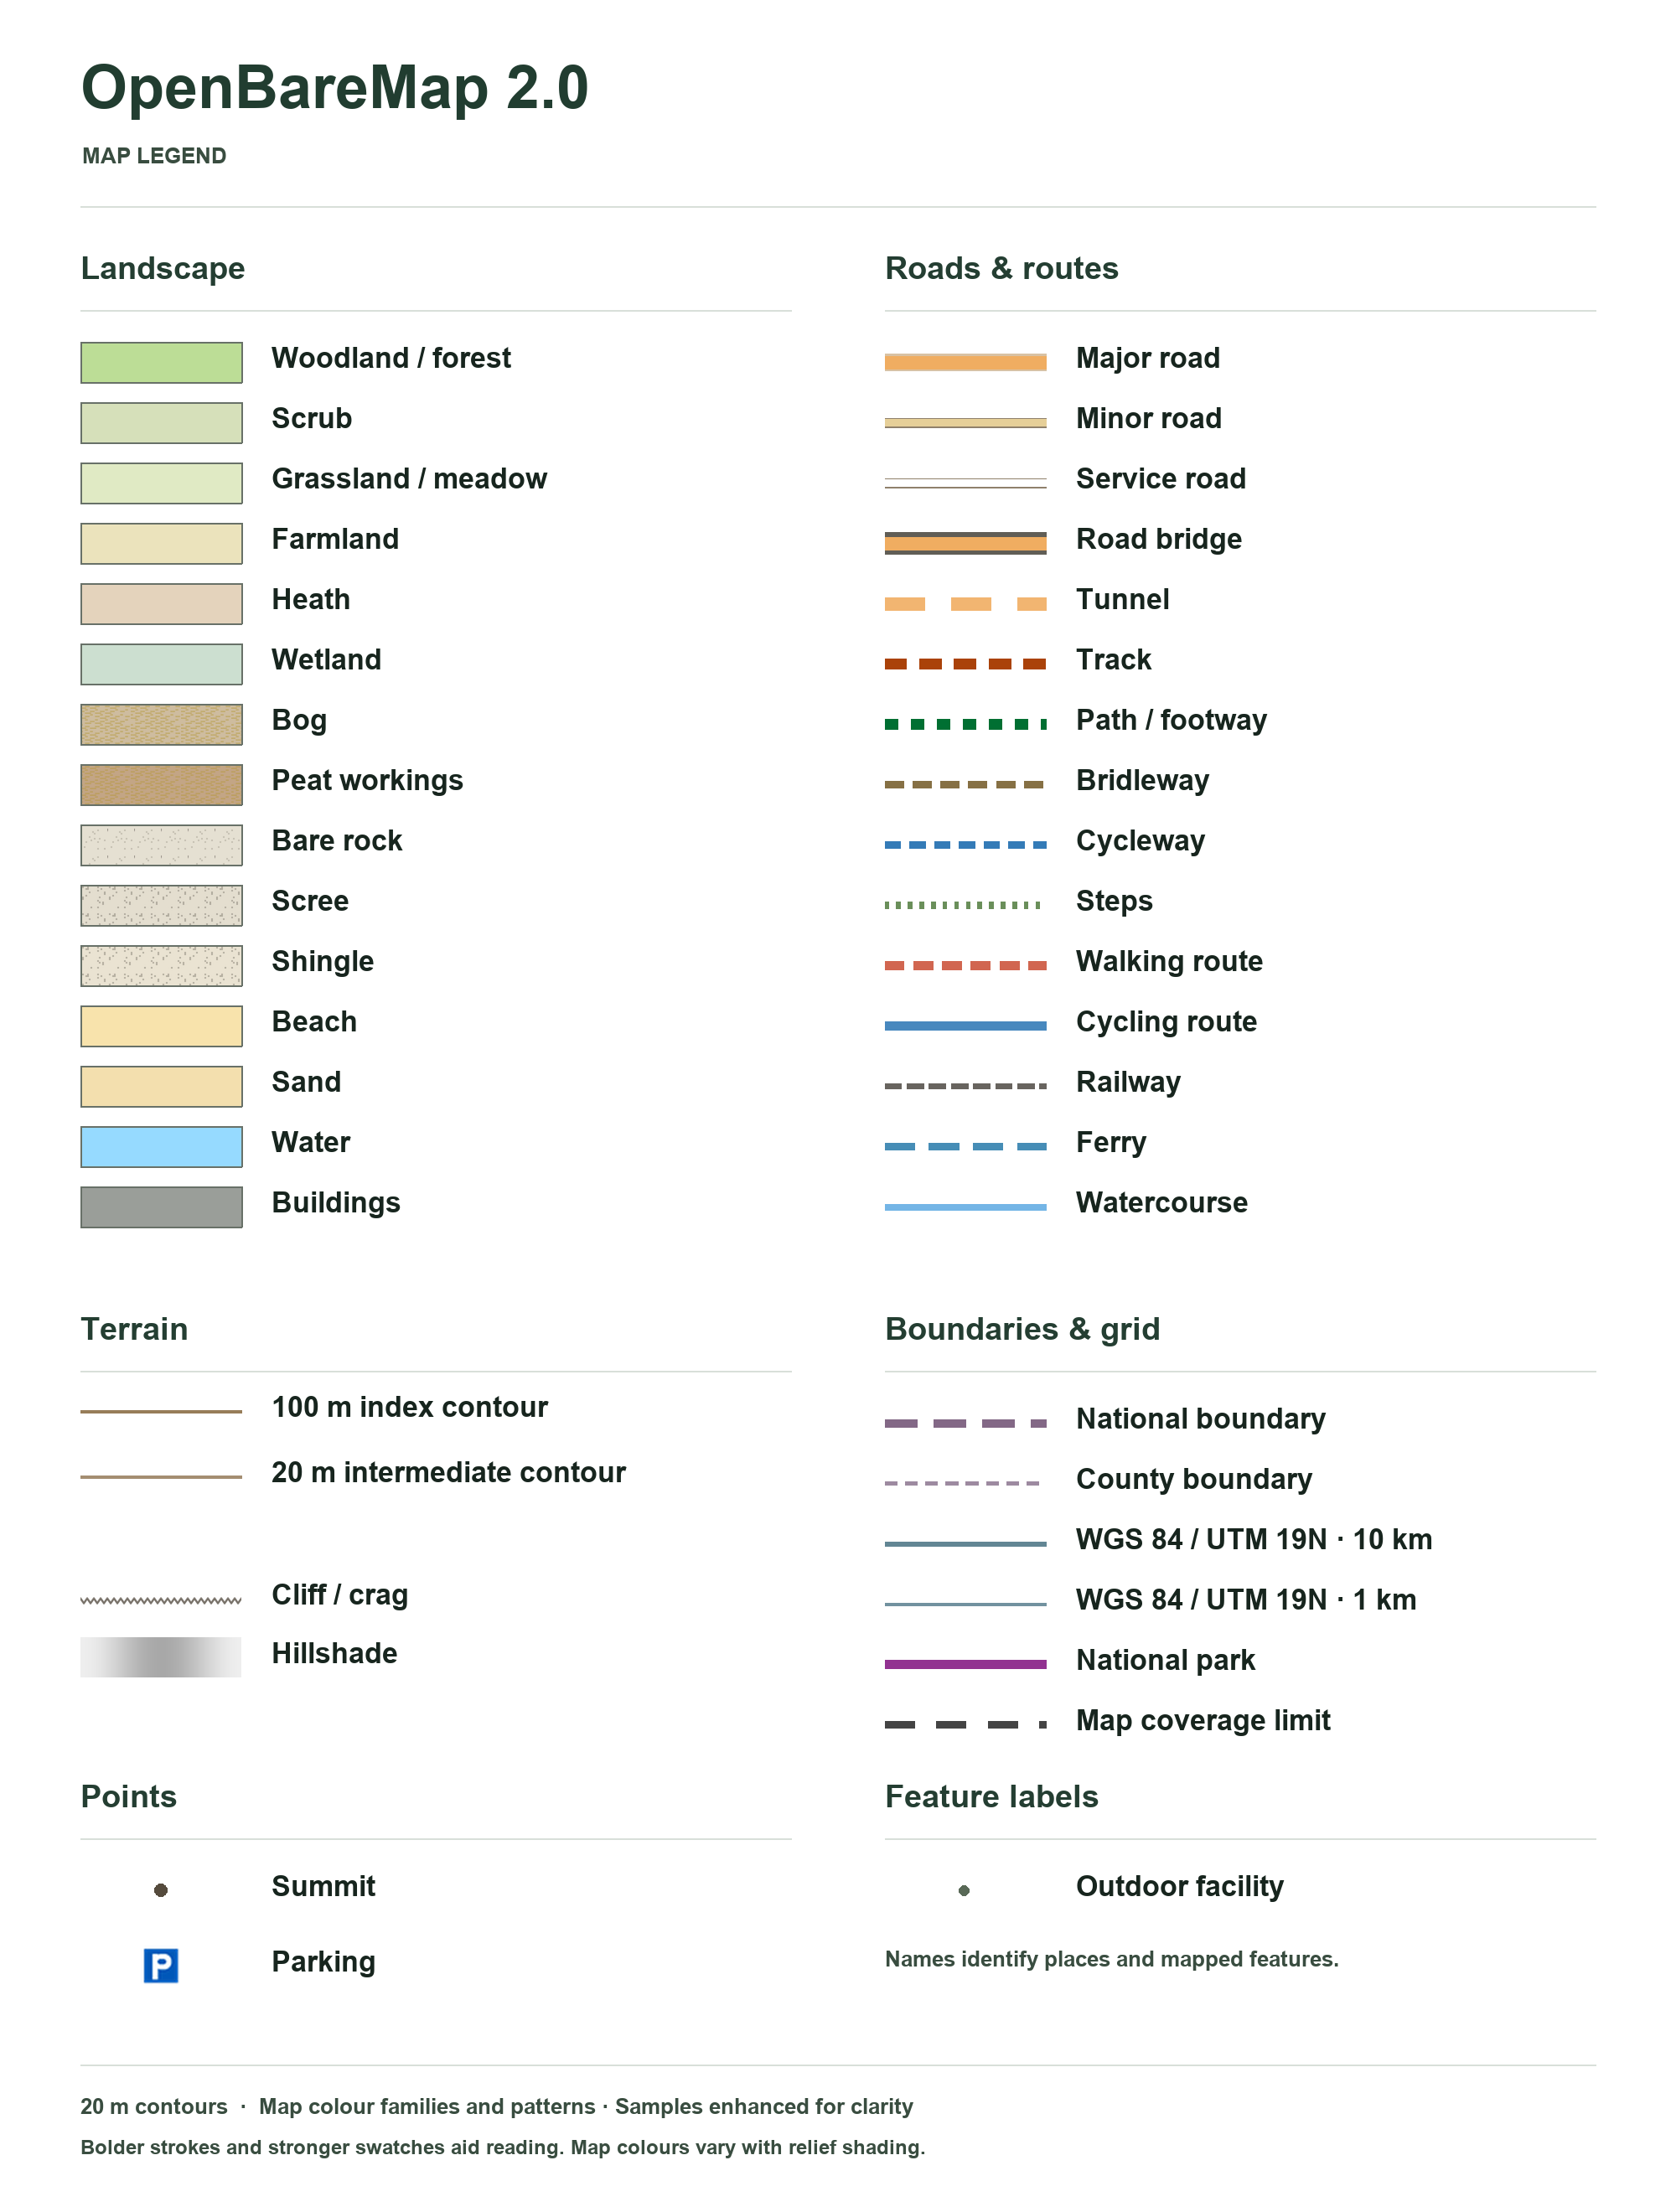 OpenBareMap 2.0
MAP LEGEND
Landscape
Woodland / forest
Scrub
Grassland / meadow
Farmland
Heath
Wetland
Bog
Peat workings
Bare rock
Scree
Shingle
Beach
Sand
Water
Buildings
Roads & routes
Major road
Minor road
Service road
Road bridge
Tunnel
Track
Path / footway
Bridleway
Cycleway
Steps
Walking route
Cycling route
Railway
Ferry
Watercourse
Terrain
100 m index contour
20 m intermediate contour
Cliff / crag
Hillshade
Boundaries & grid
National boundary
County boundary
WGS 84 / UTM 19N · 10 km
WGS 84 / UTM 19N · 1 km
National park
Map coverage limit
Points
Summit
P
Parking
Feature labels
Outdoor facility
Names identify places and mapped features.
20 m contours · Map colour families and patterns · Samples enhanced for clarity
Bolder strokes and stronger swatches aid reading. Map colours vary with relief shading.